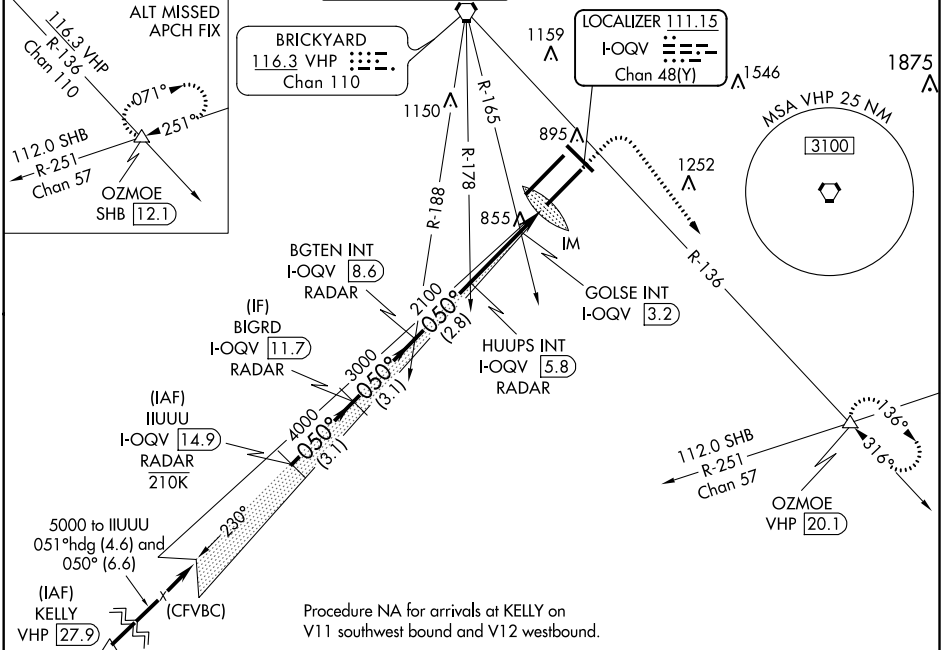 ALT MISSED
APCH FIX
116.3 VHP
R-136
Chan 110
071°
251°
112.0 SHB
R-251
Chan 57
OZMOE
SHB 12.1
BRICKYARD
116.3 VHP
Chan 110
LOCALIZER 111.15
I-OQV
Chan 48(Y)
1159
1546
1875
1150
895
1252
855
MSA VHP 25 NM
3100
R-188
R-178
R-165
R-136
IM
BGTEN INT
I-OQV 8.6
RADAR
GOLSE INT
I-OQV 3.2
(IF)
BIGRD
I-OQV 11.7
RADAR
HUUPS INT
I-OQV 5.8
RADAR
2100
050°
(2.8)
3000
050°
(3.1)
4000
050°
(3.1)
(IAF)
IIUUU
I-OQV 14.9
RADAR
210K
230°
136°
316°
112.0 SHB
R-251
Chan 57
OZMOE
VHP 20.1
5000 to IIUUU
051°hdg (4.6) and
050° (6.6)
(IAF)
KELLY
VHP 27.9
(CFVBC)
Procedure NA for arrivals at KELLY on
V11 southwest bound and V12 westbound.